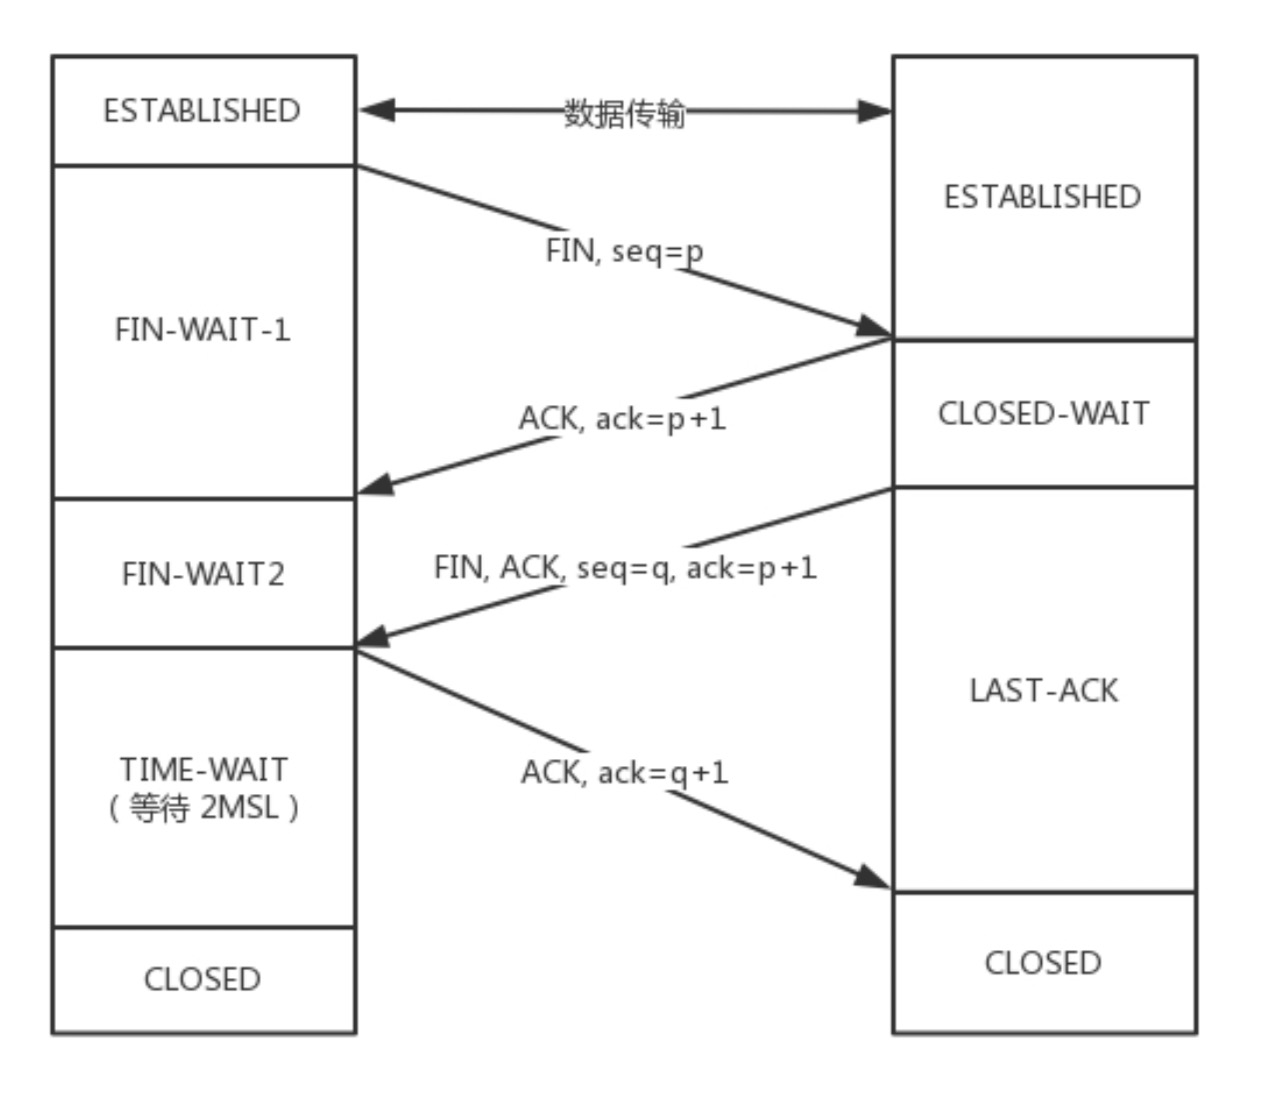 ESTABLISHED
数据传输
ESTABLISHED
FIN, seq=p
FIN-WAIT-1
ACK, ack=p+1
CLOSED-WAIT
FIN-WAIT2
FIN, ACK, seq=q, ack=p+1
LAST-ACK
TIME-WAIT
( 等待 2MSL )
ACK, ack=q+1
CLOSED
CLOSED